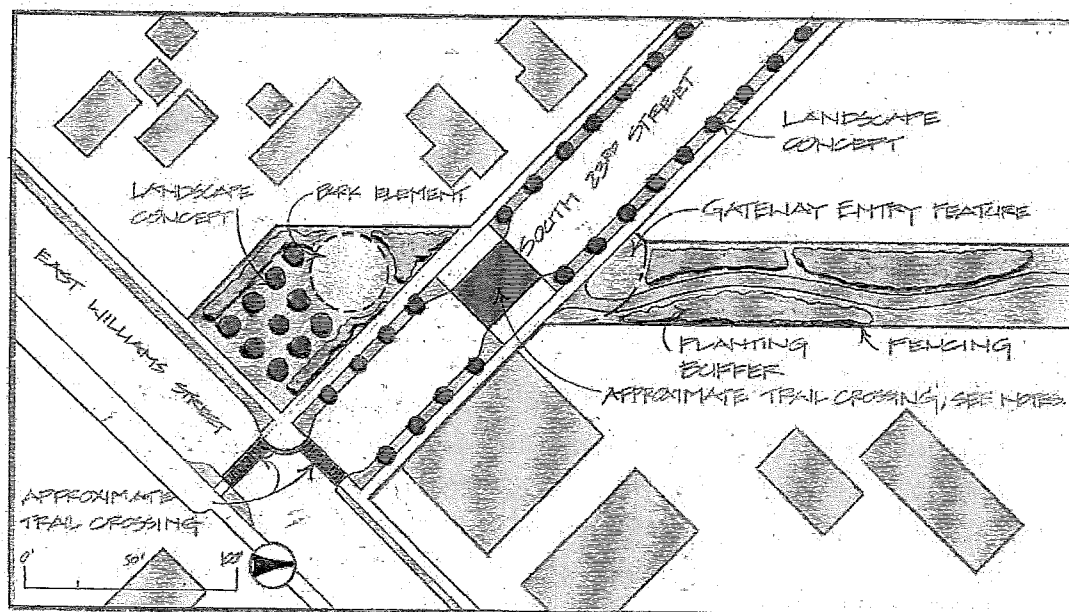 LANDSCAPE
CONCEPT
SOUTH 23RD STREET
LANDSCAPE
CONCEPT
PARK ELEMENT
GATEWAY ENTRY FEATURE
EAST WILLIAMS STREET
PLANTING
BUFFER
FENCING
APPROXIMATE TRAIL CROSSING, SEE NOTES
APPROXIMATE
TRAIL CROSSING
0' 50' 100'